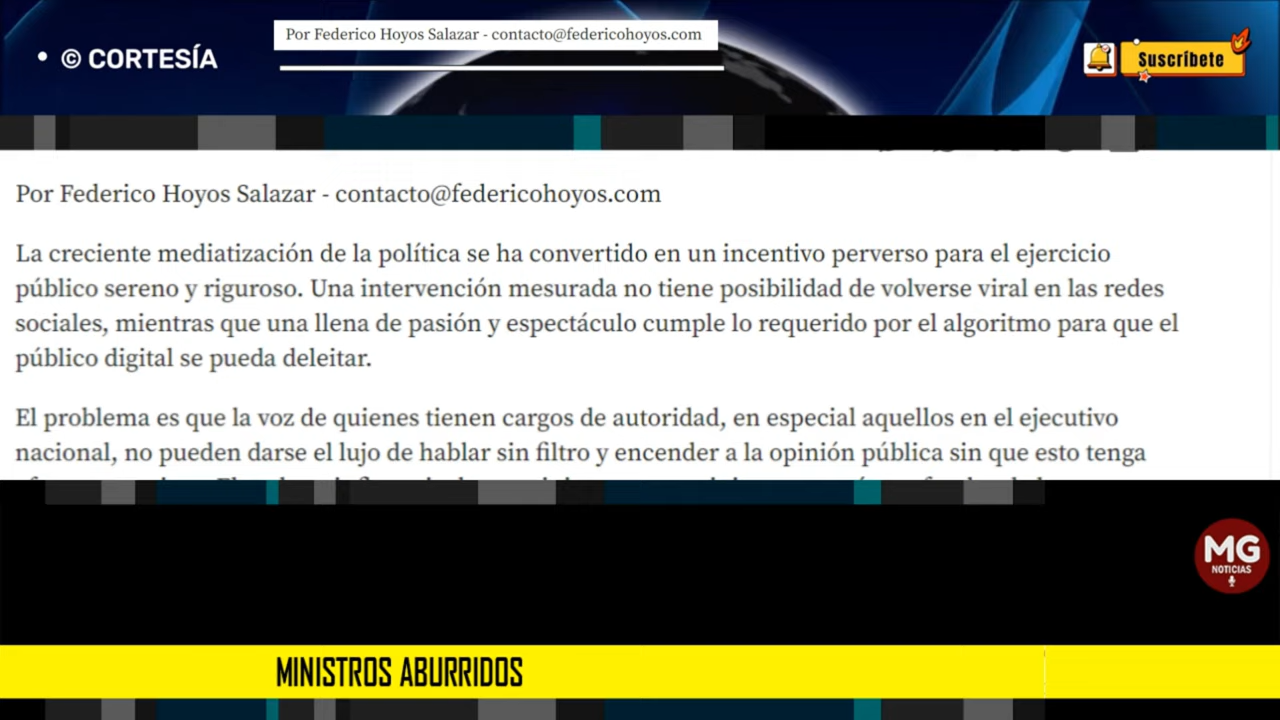 Por Federico Hoyos Salazar - contacto@federicohoyos.com
• © CORTESÍA
Suscríbete
Por Federico Hoyos Salazar - contacto@federicohoyos.com
La creciente mediatización de la política se ha convertido en un incentivo perverso para el ejercicio
público sereno y riguroso. Una intervención mesurada no tiene posibilidad de volverse viral en las redes
sociales, mientras que una llena de pasión y espectáculo cumple lo requerido por el algoritmo para que el
público digital se pueda deleitar.
El problema es que la voz de quienes tienen cargos de autoridad, en especial aquellos en el ejecutivo
nacional, no pueden darse el lujo de hablar sin filtro y encender a la opinión pública sin que esto tenga
MG
NOTICIAS
MINISTROS ABURRIDOS